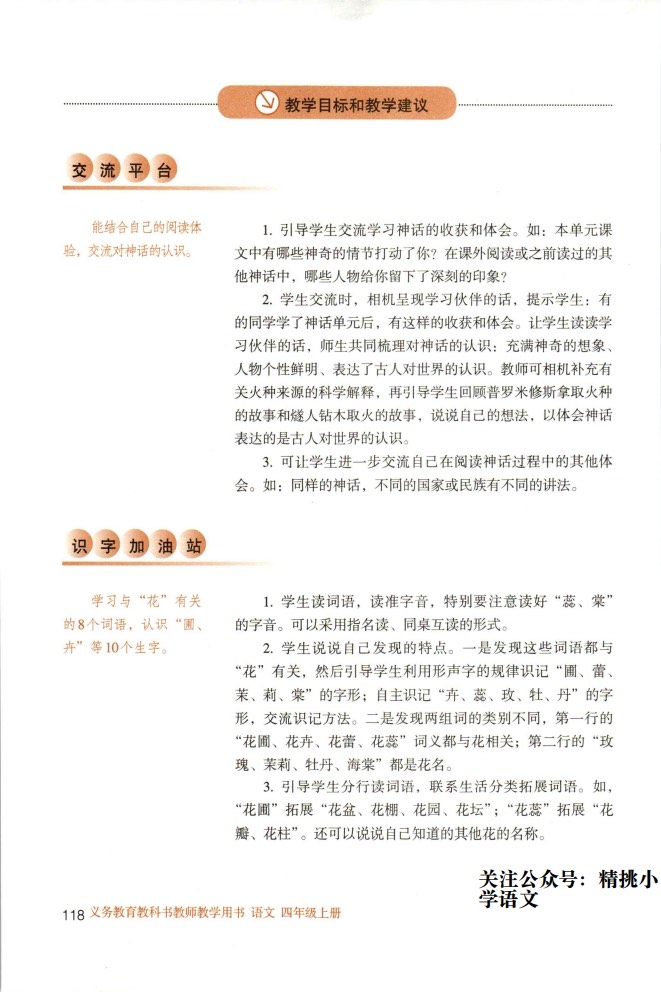 教学目标和教学建议
交流平台
能结合自己的阅读体
验，交流对神话的认识。
1. 引导学生交流学习神话的收获和体会。如：本单元课
文中有哪些神奇的情节打动了你？在课外阅读或之前读过的其
他神话中，哪些人物给你留下了深刻的印象？
2. 学生交流时，相机呈现学习伙伴的话，提示学生：有
的同学学了神话单元后，有这样的收获和体会。让学生读读学
习伙伴的话，师生共同梳理对神话的认识：充满神奇的想象、
人物个性鲜明、表达了古人对世界的认识。教师可相机补充有
关火种来源的科学解释，再引导学生回顾普罗米修斯拿取火种
的故事和燧人钻木取火的故事，说说自己的想法，以体会神话
表达的是古人对世界的认识。
3. 可让学生进一步交流自己在阅读神话过程中的其他体
会。如：同样的神话，不同的国家或民族有不同的讲法。
识字加油站
学习与“花”有关
的8个词语，认识“圃、
卉”等10个生字。
1. 学生读词语，读准字音，特别要注意读好“蕊、棠”
的字音。可以采用指名读、同桌互读的形式。
2. 学生说说自己发现的特点。一是发现这些词语都与
“花”有关，然后引导学生利用形声字的规律识记“圃、蕾、
茉、莉、棠”的字形；自主识记“卉、蕊、玫、牡、丹”的字
形，交流识记方法。二是发现两组词的类别不同，第一行的
“花圃、花卉、花蕾、花蕊”词义都与花相关；第二行的“玫
瑰、茉莉、牡丹、海棠”都是花名。
3. 引导学生分行读词语，联系生活分类拓展词语。如，
“花圃”拓展“花盆、花棚、花园、花坛”；“花蕊”拓展“花
瓣、花柱”。还可以说说自己知道的其他花的名称。
关注公众号：精挑小
学语文
118 义务教育教科书教师教学用书 语文 四年级上册